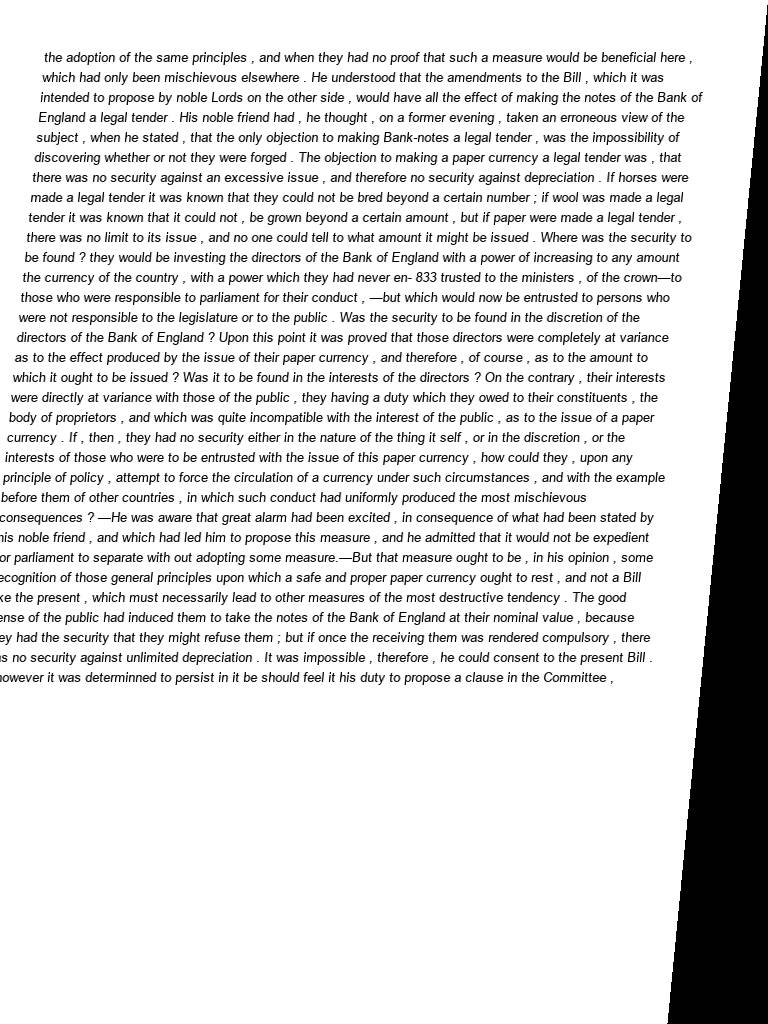 the adoption of the same principles , and when they had no proof that such a measure would be beneficial here ,
which had only been mischievous elsewhere . He understood that the amendments to the Bill , which it was
intended to propose by noble Lords on the other side , would have all the effect of making the notes of the Bank of
England a legal tender . His noble friend had , he thought , on a former evening , taken an erroneous view of the
subject , when he stated , that the only objection to making Bank-notes a legal tender , was the impossibility of
discovering whether or not they were forged . The objection to making a paper currency a legal tender was , that
there was no security against an excessive issue , and therefore no security against depreciation . If horses were
made a legal tender it was known that they could not be bred beyond a certain number ; if wool was made a legal
tender it was known that it could not , be grown beyond a certain amount , but if paper were made a legal tender ,
there was no limit to its issue , and no one could tell to what amount it might be issued . Where was the security to
be found ? they would be investing the directors of the Bank of England with a power of increasing to any amount
the currency of the country , with a power which they had never en- 833 trusted to the ministers , of the crown—to
those who were responsible to parliament for their conduct , —but which would now be entrusted to persons who
were not responsible to the legislature or to the public . Was the security to be found in the discretion of the
directors of the Bank of England ? Upon this point it was proved that those directors were completely at variance
as to the effect produced by the issue of their paper currency , and therefore , of course , as to the amount to
which it ought to be issued ? Was it to be found in the interests of the directors ? On the contrary , their interests
were directly at variance with those of the public , they having a duty which they owed to their constituents , the
body of proprietors , and which was quite incompatible with the interest of the public , as to the issue of a paper
currency . If , then , they had no security either in the nature of the thing it self , or in the discretion , or the
interests of those who were to be entrusted with the issue of this paper currency , how could they , upon any
principle of policy , attempt to force the circulation of a currency under such circumstances , and with the example
before them of other countries , in which such conduct had uniformly produced the most mischievous
consequences ? —He was aware that great alarm had been excited , in consequence of what had been stated by
his noble friend , and which had led him to propose this measure , and he admitted that it would not be expedient
or parliament to separate with out adopting some measure.—But that measure ought to be , in his opinion , some
ecognition of those general principles upon which a safe and proper paper currency ought to rest , and not a Bill
ke the present , which must necessarily lead to other measures of the most destructive tendency . The good
ense of the public had induced them to take the notes of the Bank of England at their nominal value , because
ey had the security that they might refuse them ; but if once the receiving them was rendered compulsory , there
s no security against unlimited depreciation . It was impossible , therefore , he could consent to the present Bill .
however it was determinned to persist in it be should feel it his duty to propose a clause in the Committee ,